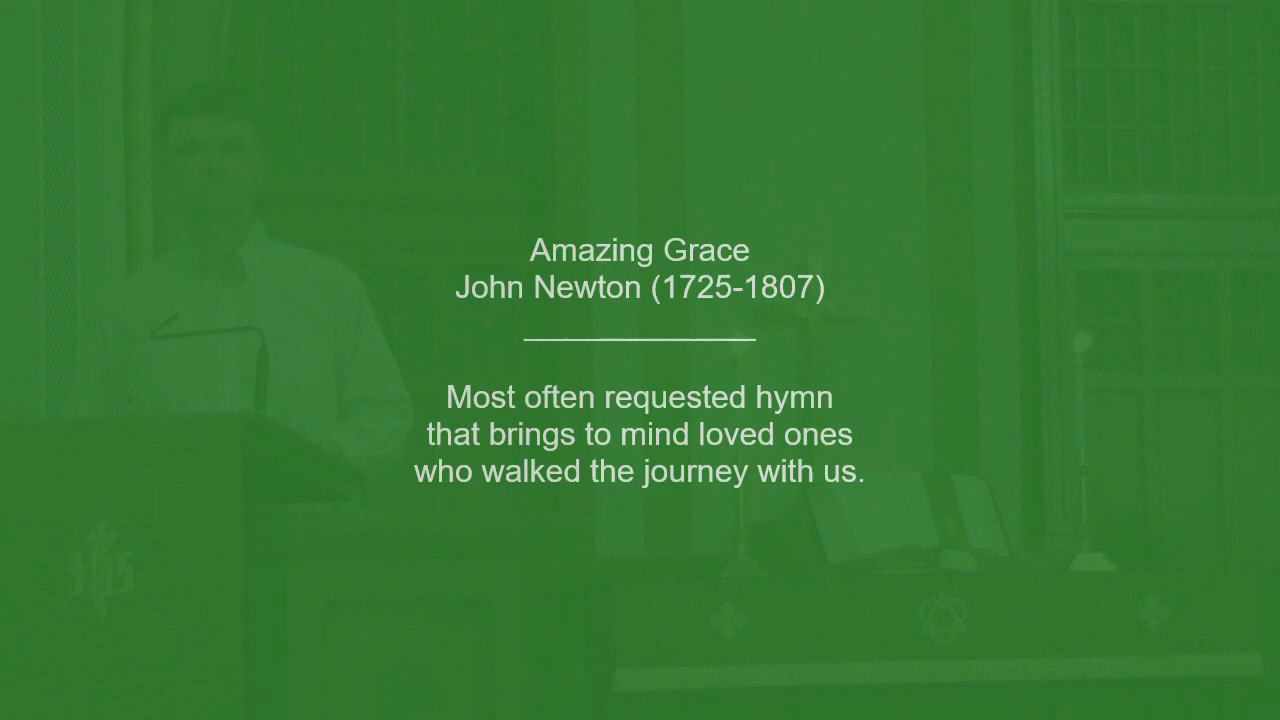 Amazing Grace
John Newton (1725-1807)
Most often requested hymn
that brings to mind loved ones
who walked the journey with us.